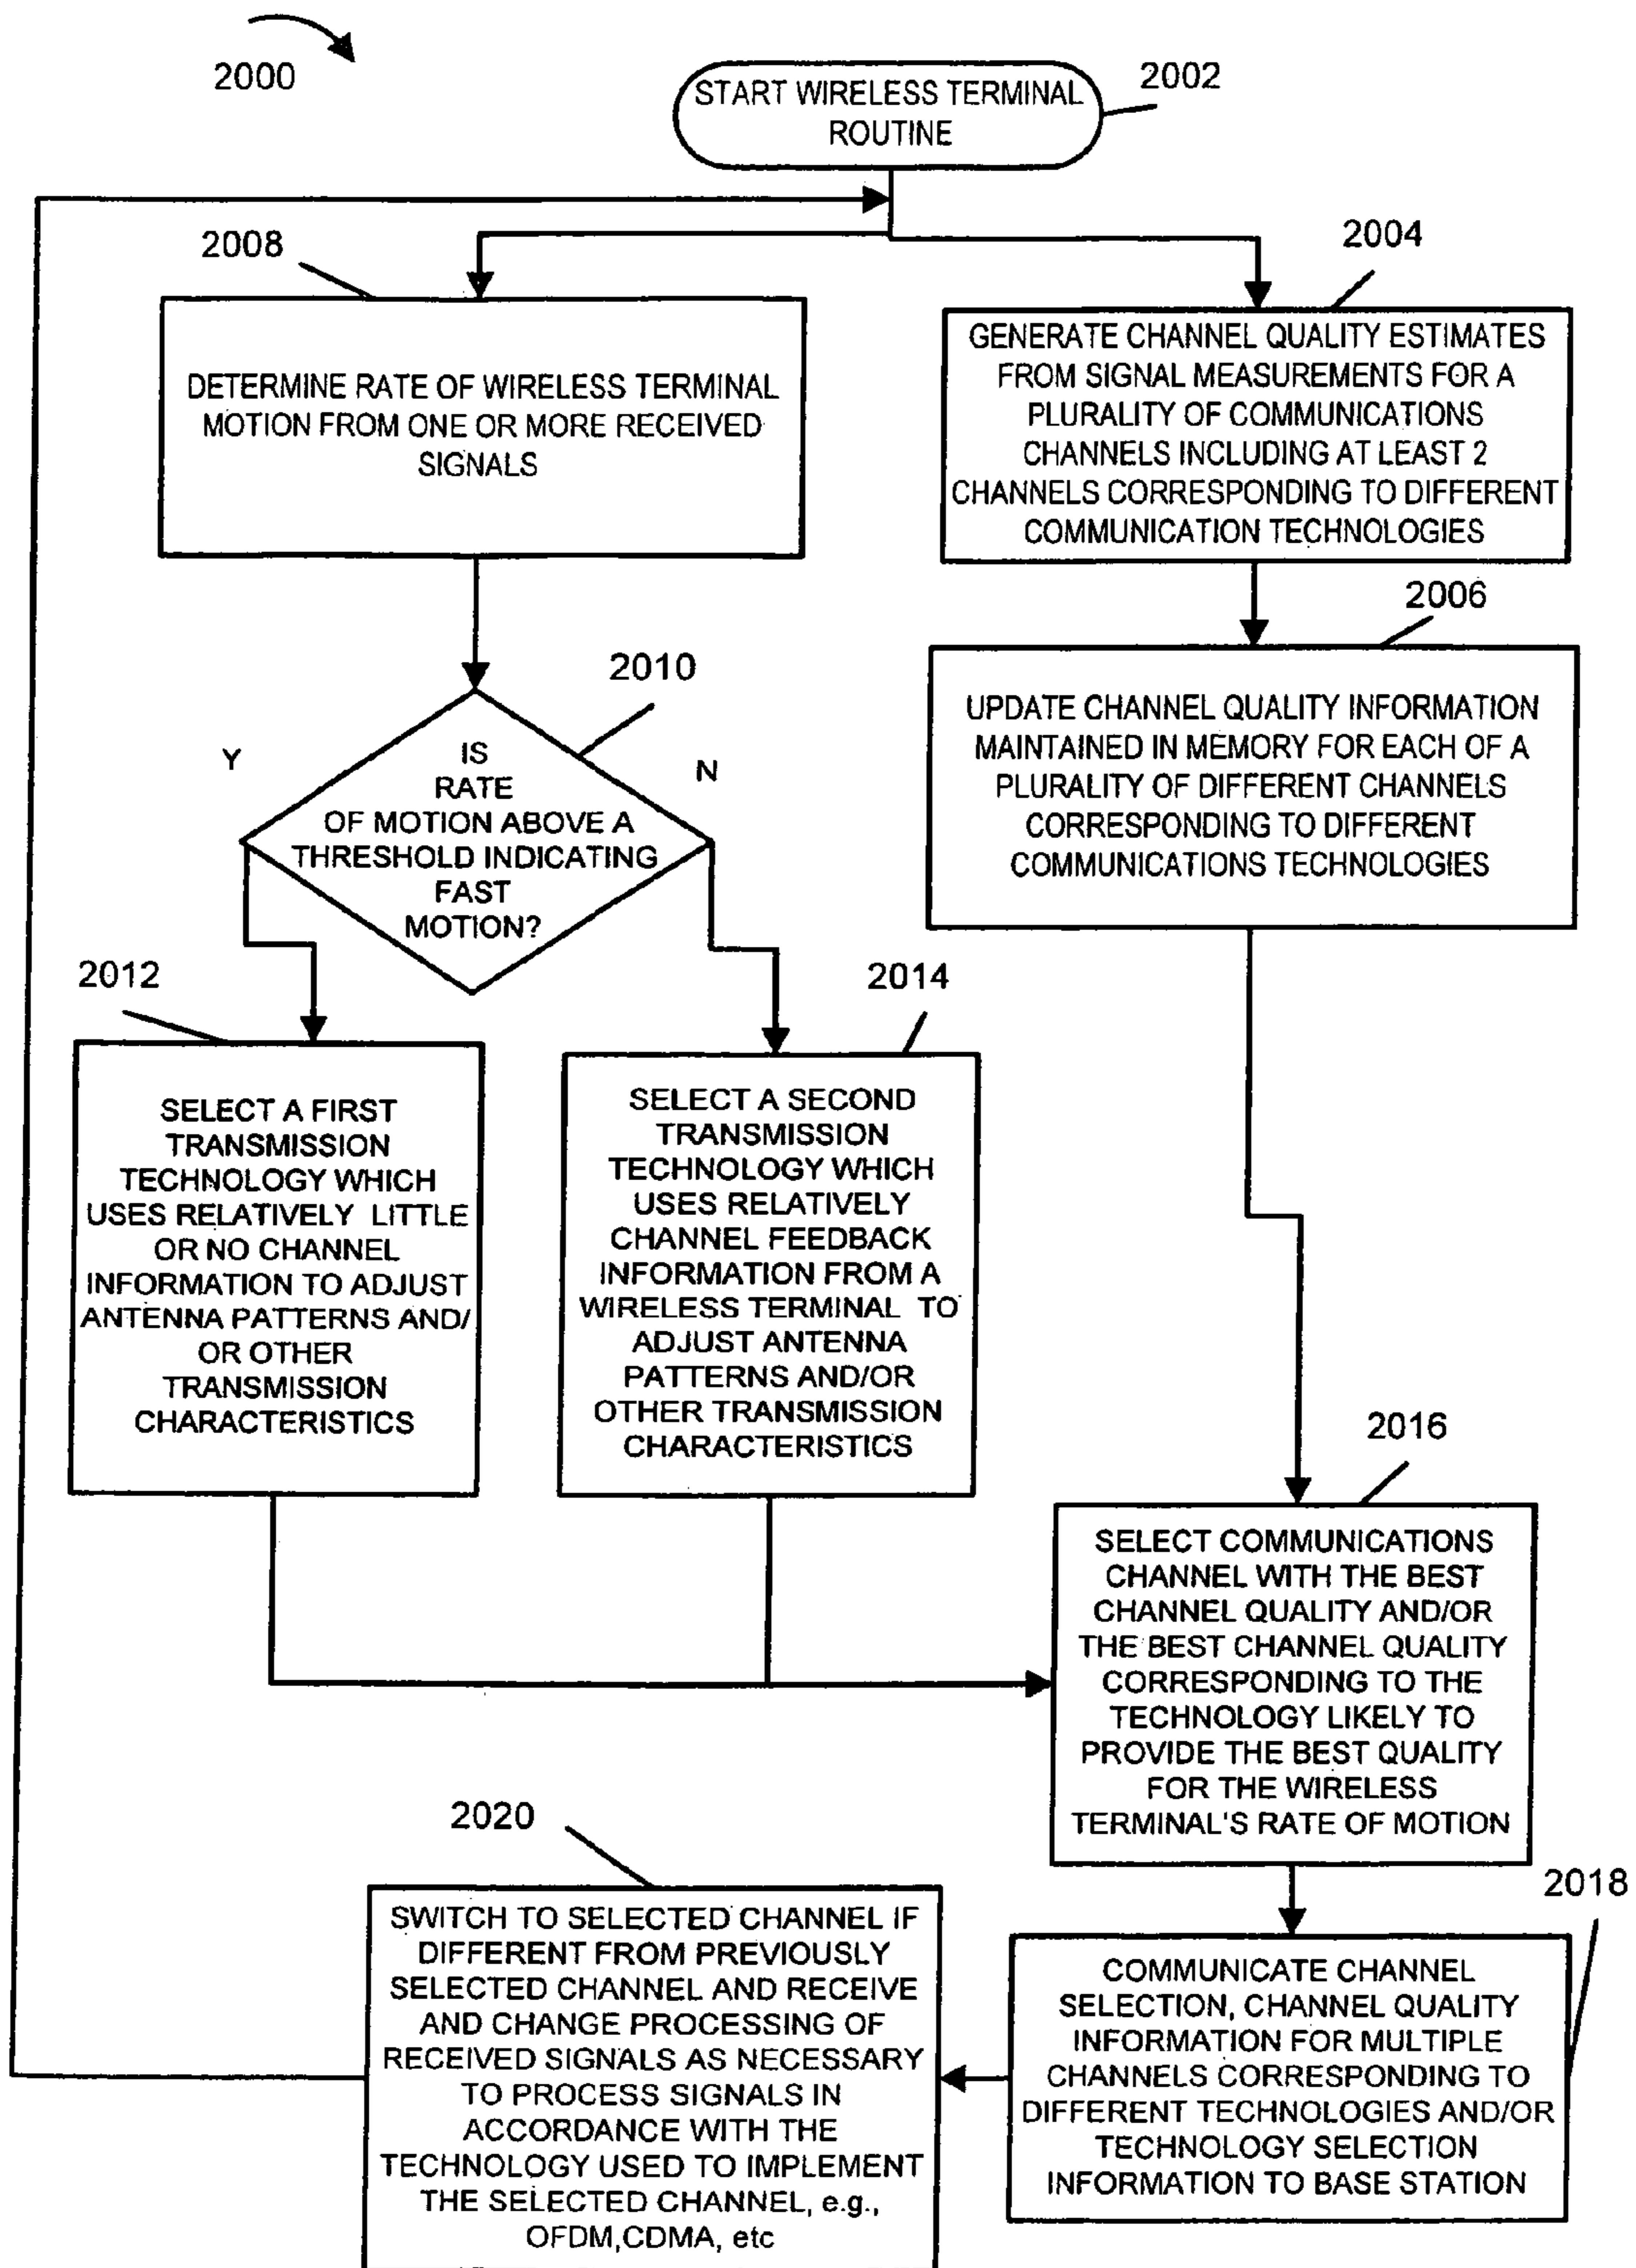 2000
START WIRELESS TERMINAL
ROUTINE
2002
2008
DETERMINE RATE OF WIRELESS TERMINAL
MOTION FROM ONE OR MORE RECEIVED
SIGNALS
2004
GENERATE CHANNEL QUALITY ESTIMATES
FROM SIGNAL MEASUREMENTS FOR A
PLURALITY OF COMMUNICATIONS
CHANNELS INCLUDING AT LEAST 2
CHANNELS CORRESPONDING TO DIFFERENT
COMMUNICATION TECHNOLOGIES
2006
UPDATE CHANNEL QUALITY INFORMATION
MAINTAINED IN MEMORY FOR EACH OF A
PLURALITY OF DIFFERENT CHANNELS
CORRESPONDING TO DIFFERENT
COMMUNICATIONS TECHNOLOGIES
2010
Y
N
IS
RATE
OF MOTION ABOVE A
THRESHOLD INDICATING
FAST
MOTION?
2012
SELECT A FIRST
TRANSMISSION
TECHNOLOGY WHICH
USES RELATIVELY LITTLE
OR NO CHANNEL
INFORMATION TO ADJUST
ANTENNA PATTERNS AND/
OR OTHER
TRANSMISSION
CHARACTERISTICS
2014
SELECT A SECOND
TRANSMISSION
TECHNOLOGY WHICH
USES RELATIVELY
CHANNEL FEEDBACK
INFORMATION FROM A
WIRELESS TERMINAL TO
ADJUST ANTENNA
PATTERNS AND/OR
OTHER TRANSMISSION
CHARACTERISTICS
2016
SELECT COMMUNICATIONS
CHANNEL WITH THE BEST
CHANNEL QUALITY AND/OR
THE BEST CHANNEL QUALITY
CORRESPONDING TO THE
TECHNOLOGY LIKELY TO
PROVIDE THE BEST QUALITY
FOR THE WIRELESS
TERMINAL'S RATE OF MOTION
2018
COMMUNICATE CHANNEL
SELECTION, CHANNEL QUALITY
INFORMATION FOR MULTIPLE
CHANNELS CORRESPONDING TO
DIFFERENT TECHNOLOGIES AND/OR
TECHNOLOGY SELECTION
INFORMATION TO BASE STATION
2020
SWITCH TO SELECTED CHANNEL IF
DIFFERENT FROM PREVIOUSLY
SELECTED CHANNEL AND RECEIVE
AND CHANGE PROCESSING OF
RECEIVED SIGNALS AS NECESSARY
TO PROCESS SIGNALS IN
ACCORDANCE WITH THE
TECHNOLOGY USED TO IMPLEMENT
THE SELECTED CHANNEL, e.g.,
OFDM,CDMA, etc